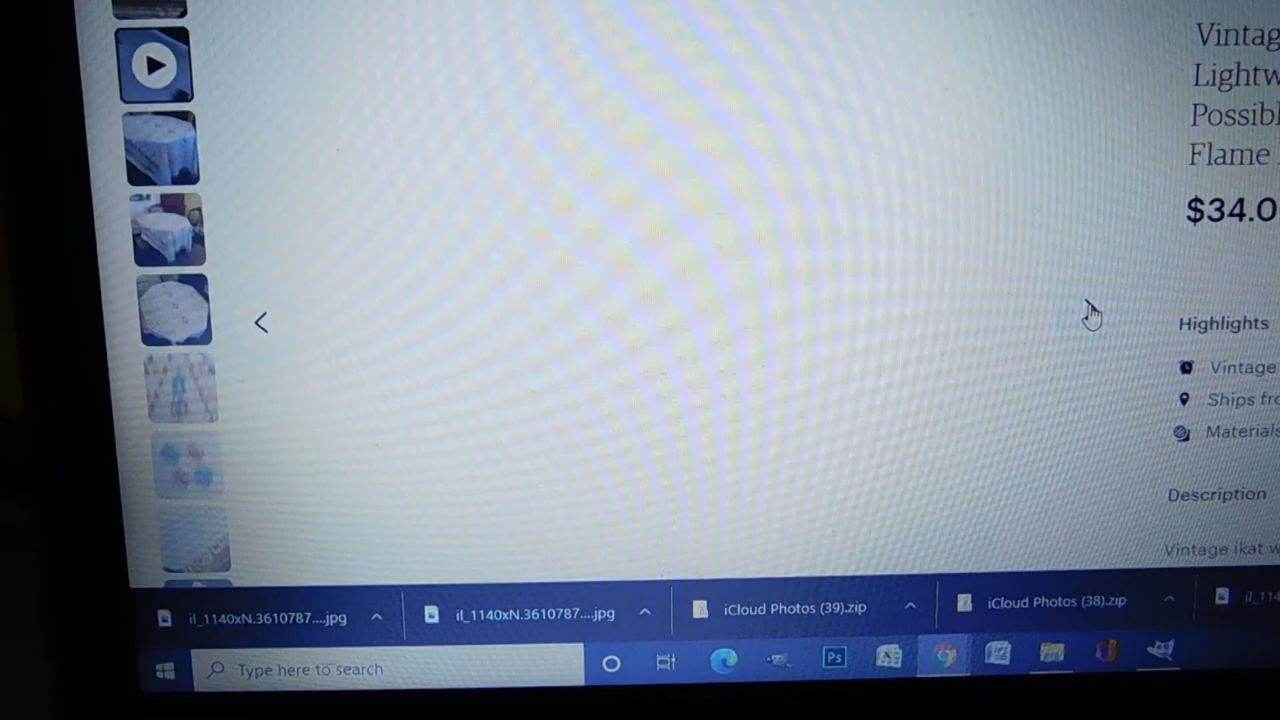 Vintag
Lightw
Possibl
Flame
$34.0
Highlights
Vintage
Ships fro
Materials
Description
Vintage ikat w
il_1140xN.3610787....jpg
il_1140xN.3610787....jpg
iCloud Photos (39).zip
iCloud Photos (38).zip
il_114
Type here to search
Ps